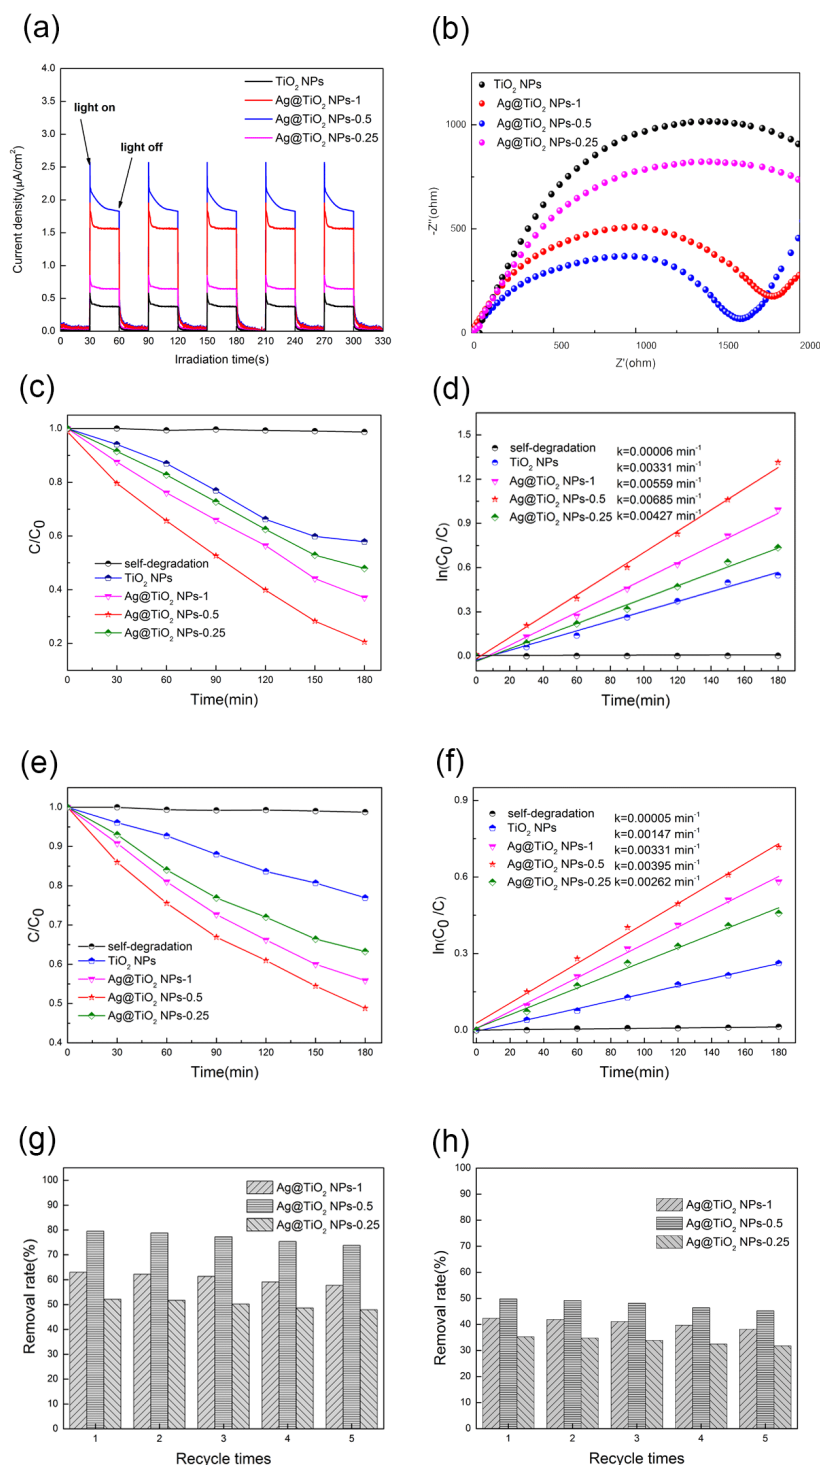 (a)
4.0
3.5
3.0
2.5
2.0
1.5
1.0
0.5
0.0
Current density(μA/cm²)
TiO₂ NPs
Ag@TiO₂ NPs-1
Ag@TiO₂ NPs-0.5
Ag@TiO₂ NPs-0.25
light on
light off
0 30 60 90 120 150 180 210 240 270 300 330
Irradiation time(s)
(b)
1000
500
0
-Z''(ohm)
TiO₂ NPs
Ag@TiO₂ NPs-1
Ag@TiO₂ NPs-0.5
Ag@TiO₂ NPs-0.25
0 500 1000 1500 2000
Z'(ohm)
(c)
1.0
0.8
0.6
0.4
0.2
C/C₀
self-degradation
TiO₂ NPs
Ag@TiO₂ NPs-1
Ag@TiO₂ NPs-0.5
Ag@TiO₂ NPs-0.25
0 30 60 90 120 150 180
Time(min)
(d)
1.5
1.2
0.9
0.6
0.3
0.0
ln(C₀ /C)
self-degradation k=0.00006 min⁻¹
TiO₂ NPs k=0.00331 min⁻¹
Ag@TiO₂ NPs-1 k=0.00559 min⁻¹
Ag@TiO₂ NPs-0.5 k=0.00685 min⁻¹
Ag@TiO₂ NPs-0.25 k=0.00427 min⁻¹
0 20 40 60 80 100 120 140 160 180
Time(min)
(e)
1.0
0.9
0.8
0.7
0.6
0.5
0.4
C/C₀
self-degradation
TiO₂ NPs
Ag@TiO₂ NPs-1
Ag@TiO₂ NPs-0.5
Ag@TiO₂ NPs-0.25
0 30 60 90 120 150 180
Time(min)
(f)
0.9
0.6
0.3
0.0
ln(C₀ /C)
self-degradation k=0.00005 min⁻¹
TiO₂ NPs k=0.00147 min⁻¹
Ag@TiO₂ NPs-1 k=0.00331 min⁻¹
Ag@TiO₂ NPs-0.5 k=0.00395 min⁻¹
Ag@TiO₂ NPs-0.25 k=0.00262 min⁻¹
0 20 40 60 80 100 120 140 160 180
Time(min)
(g)
100
90
80
70
60
50
40
30
20
10
0
Removal rate(%)
Ag@TiO₂ NPs-1
Ag@TiO₂ NPs-0.5
Ag@TiO₂ NPs-0.25
1 2 3 4 5
Recycle times
(h)
100
90
80
70
60
50
40
30
20
10
0
Removal rate(%)
Ag@TiO₂ NPs-1
Ag@TiO₂ NPs-0.5
Ag@TiO₂ NPs-0.25
1 2 3 4 5
Recycle times